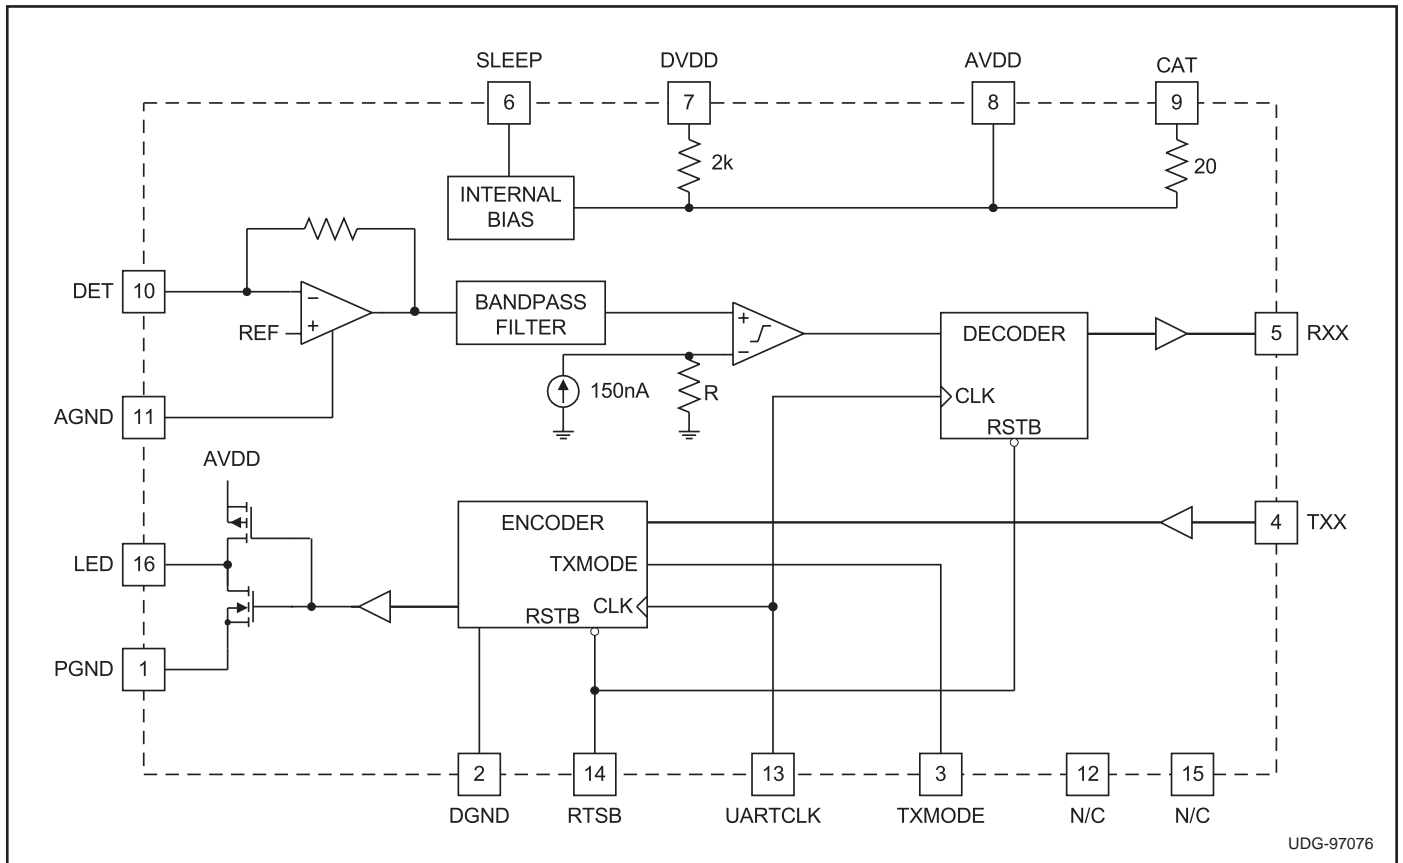 SLEEP
DVDD
AVDD
CAT
6
7
8
9
2k
20
INTERNAL
BIAS
DET
10
−
REF
+
BANDPASS
FILTER
+
−
DECODER
5
RXX
150nA
R
CLK
AGND
11
RSTB
AVDD
ENCODER
4
TXX
LED
16
TXMODE
CLK
RSTB
PGND
1
2
14
13
3
12
15
DGND
RTSB
UARTCLK
TXMODE
N/C
N/C
UDG-97076